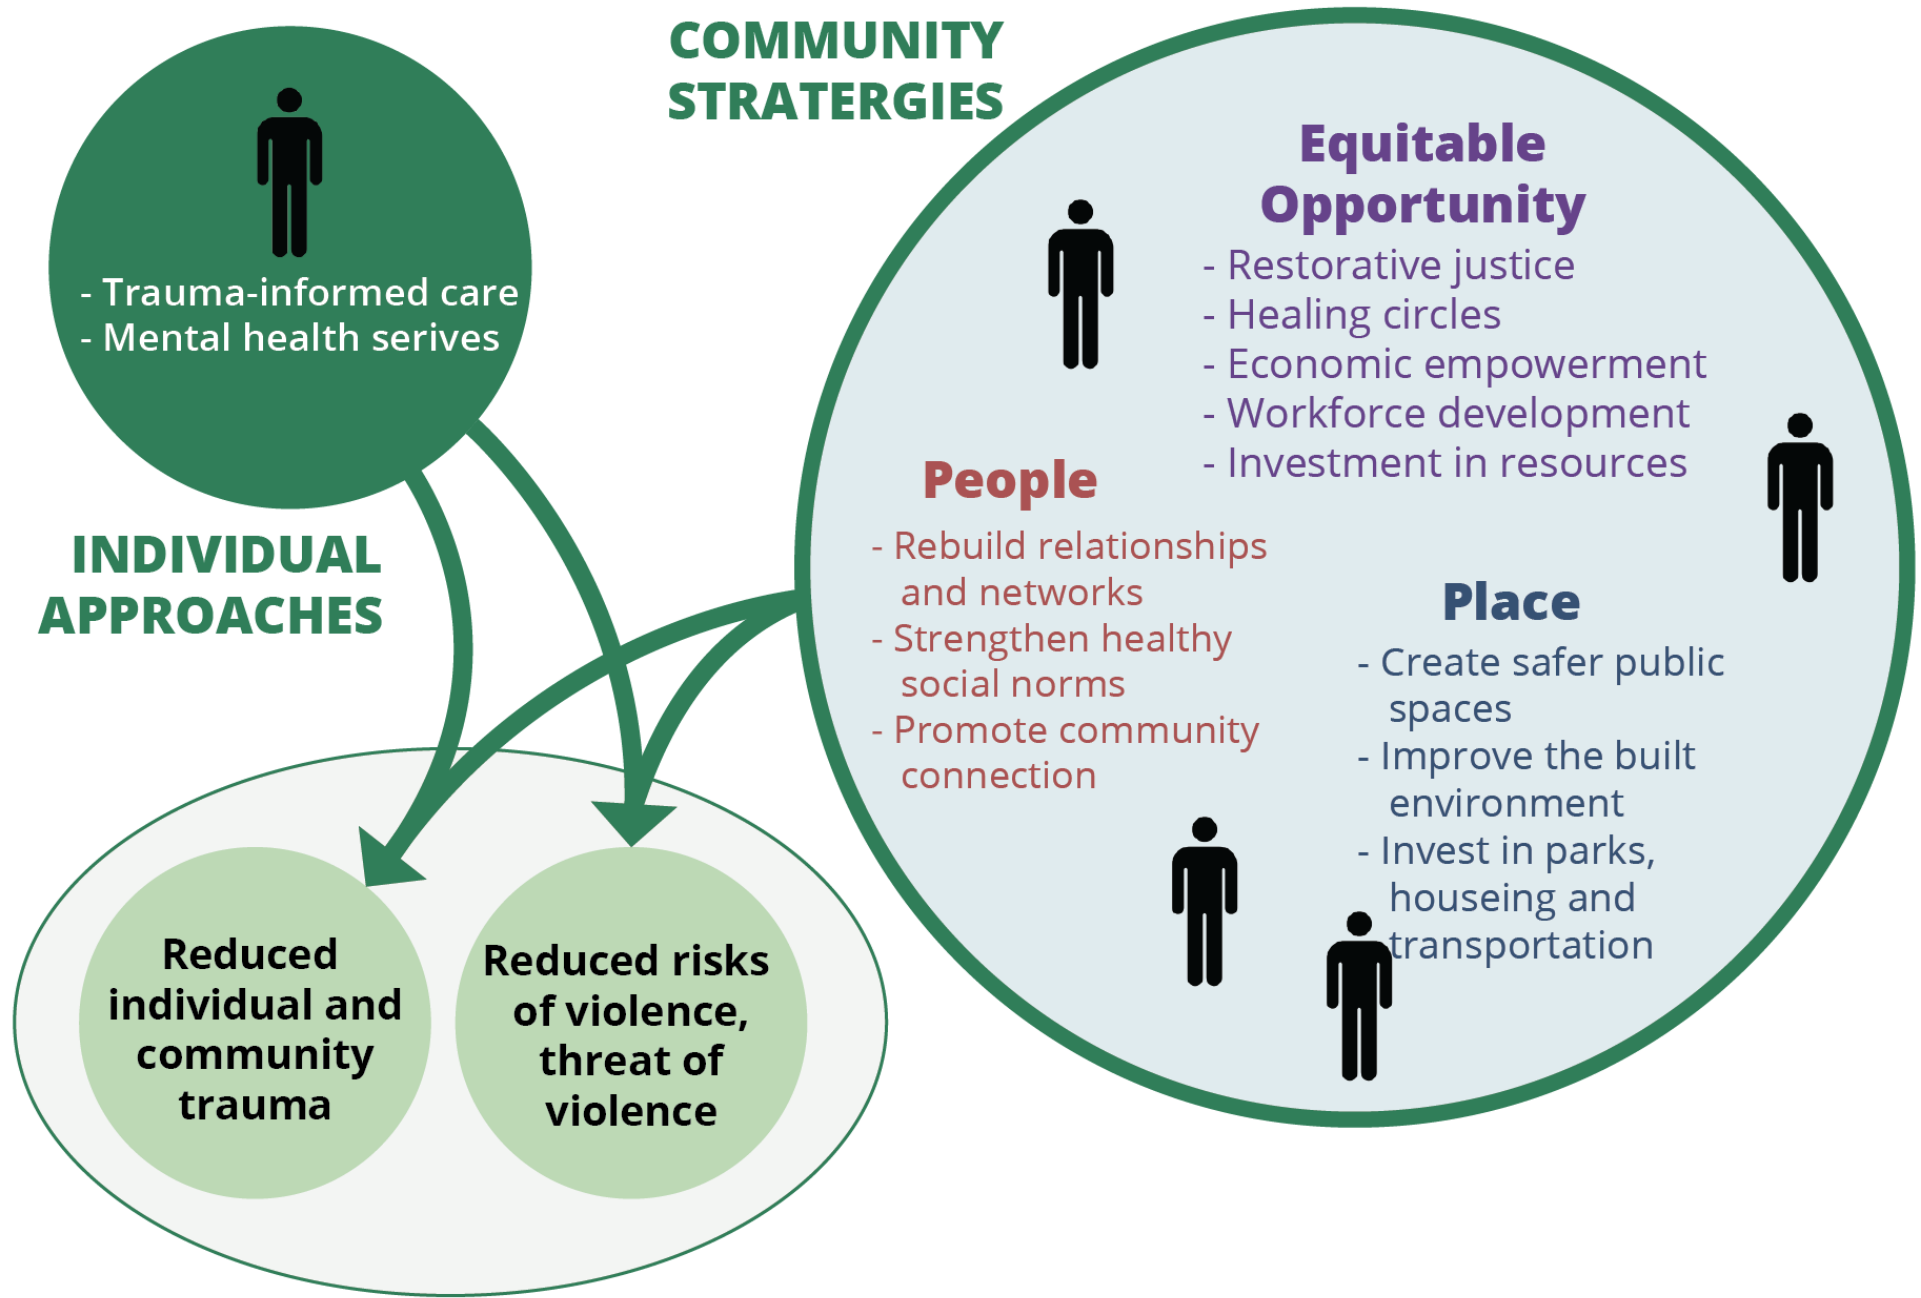 COMMUNITY
STRATERGIES
- Trauma-informed care
- Mental health serives
INDIVIDUAL
APPROACHES
Equitable
Opportunity
- Restorative justice
- Healing circles
- Economic empowerment
- Workforce development
- Investment in resources
People
- Rebuild relationships
and networks
- Strengthen healthy
social norms
- Promote community
connection
Place
- Create safer public
spaces
- Improve the built
environment
- Invest in parks,
houseing and
transportation
Reduced
individual and
community
trauma
Reduced risks
of violence,
threat of
violence